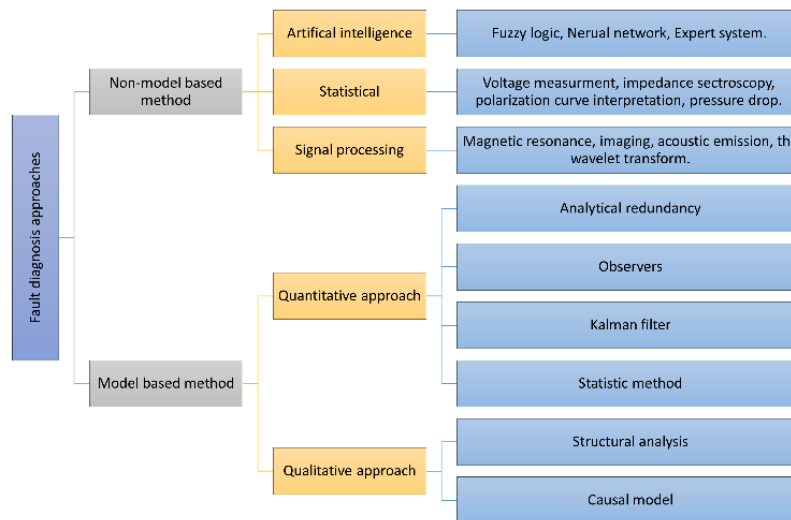 Fault diagnosis approaches
Non-model based
method
Artifical intelligence
Fuzzy logic, Nerual network, Expert system.
Statistical
Voltage measurment, impedance sectroscopy,
polarization curve interpretation, pressure drop.
Signal processing
Magnetic resonance, imaging, acoustic emission, th
wavelet transform.
Model based method
Quantitative approach
Analytical redundancy
Observers
Kalman filter
Statistic method
Qualitative approach
Structural analysis
Causal model